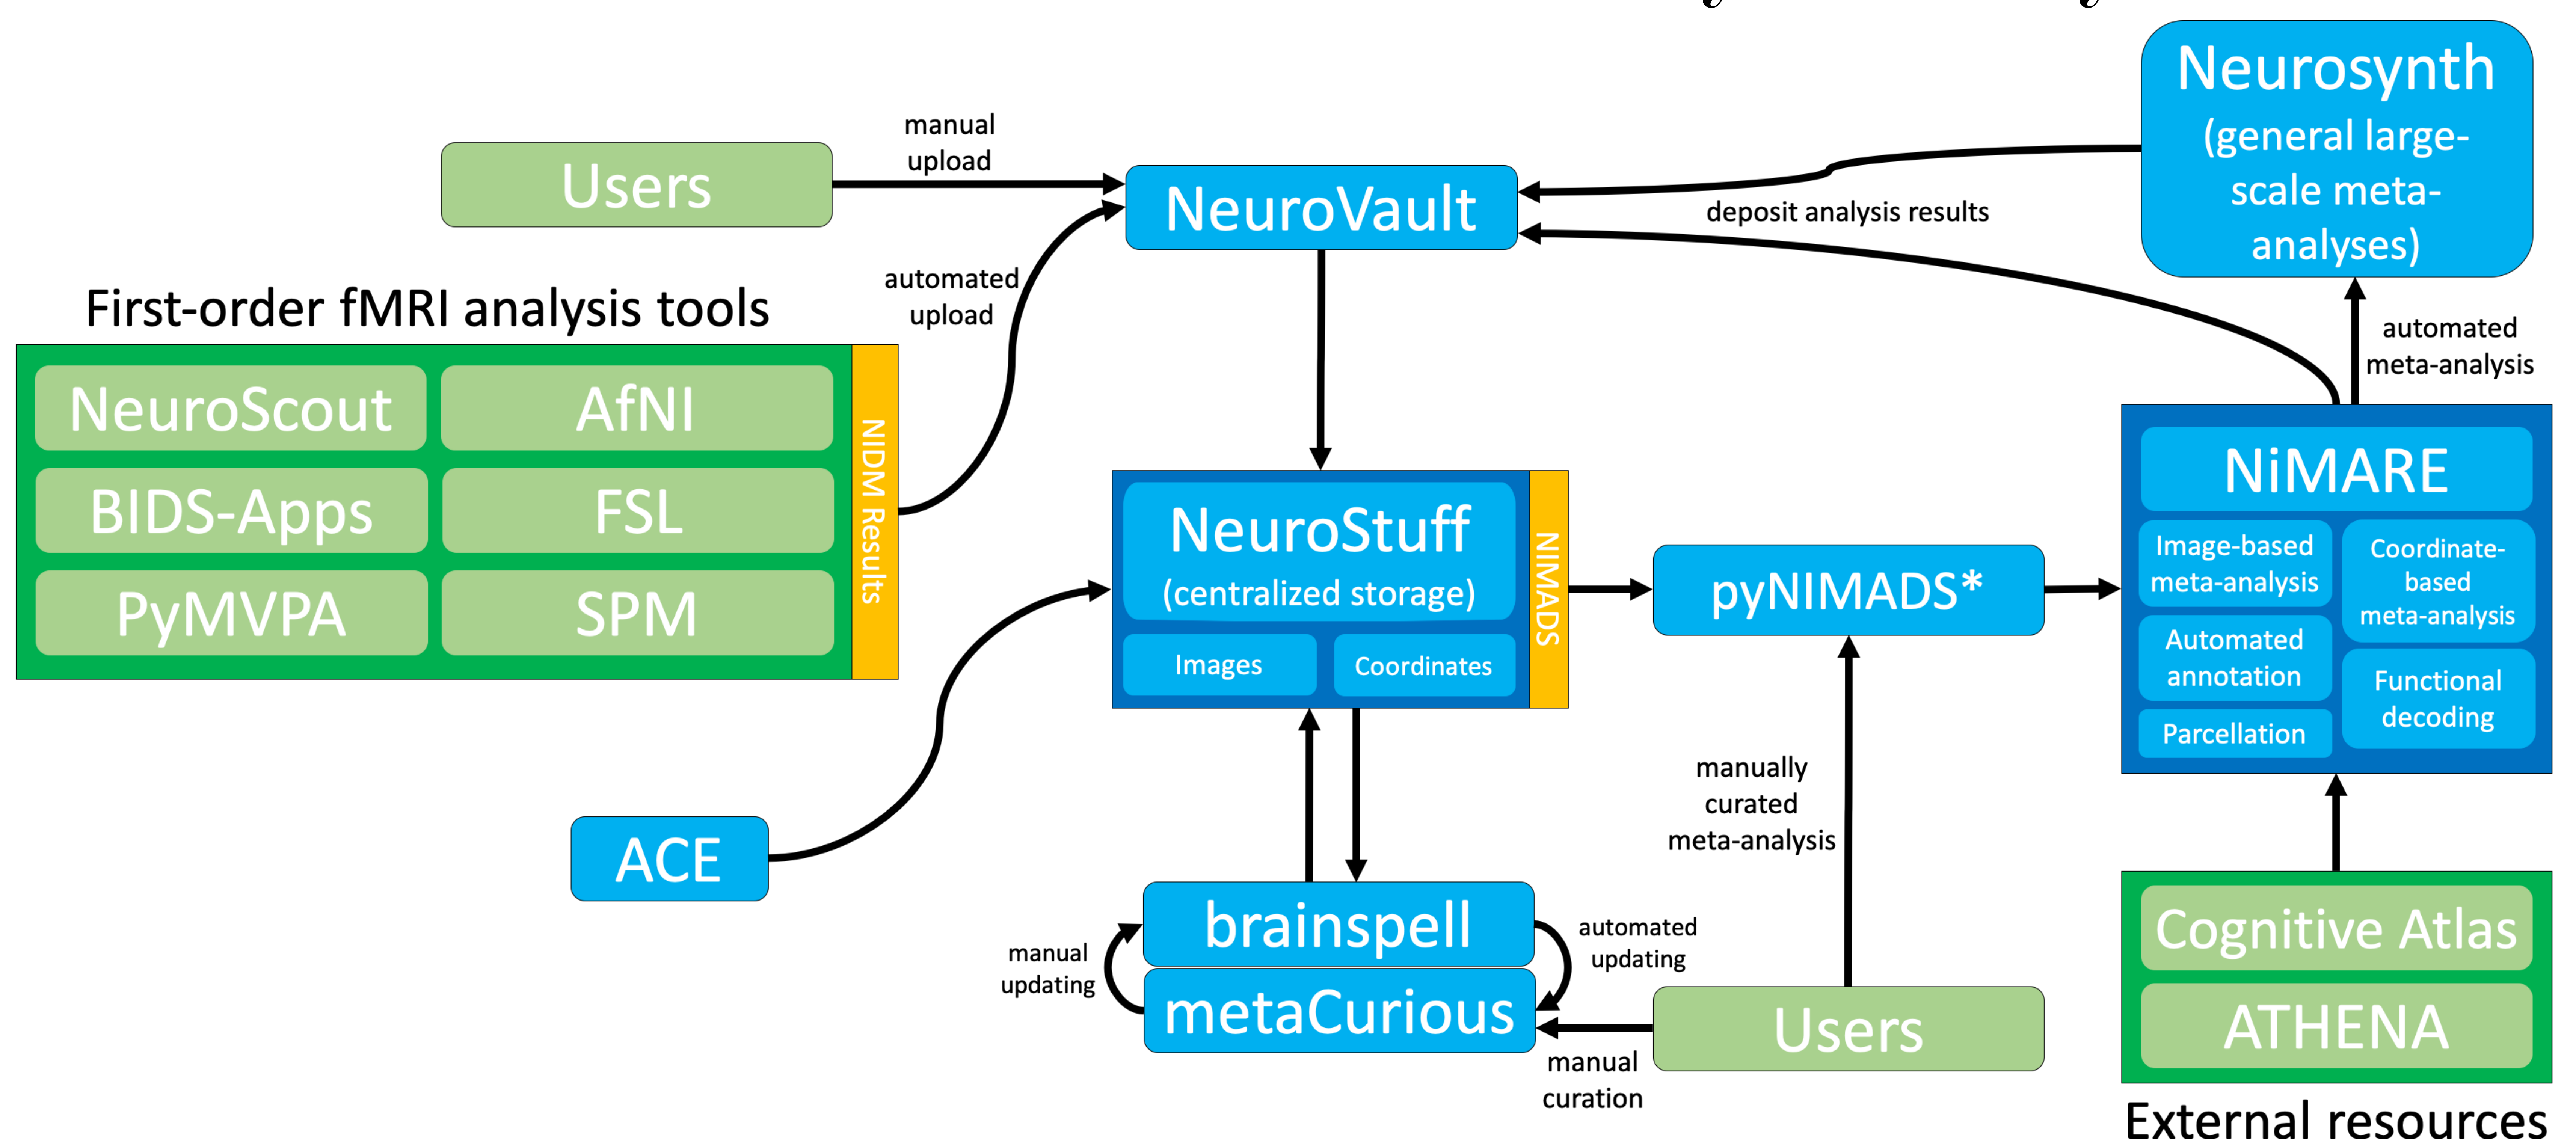 Neurosynth
(general large-
scale meta-
analyses)
manual
upload
Users
NeuroVault
deposit analysis results
automated
upload
First-order fMRI analysis tools
automated
meta-analysis
NeuroScout
AfNI
BIDS-Apps
FSL
PyMVPA
SPM
NIDM Results
NeuroStuff
(centralized storage)
Images
Coordinates
NIMADS
pyNIMADS*
NiMARE
Image-based
meta-analysis
Coordinate-
based
meta-analysis
Automated
annotation
Functional
decoding
Parcellation
manually
curated
meta-analysis
ACE
brainspell
metaCurious
manual
updating
automated
updating
Users
manual
curation
Cognitive Atlas
ATHENA
External resources